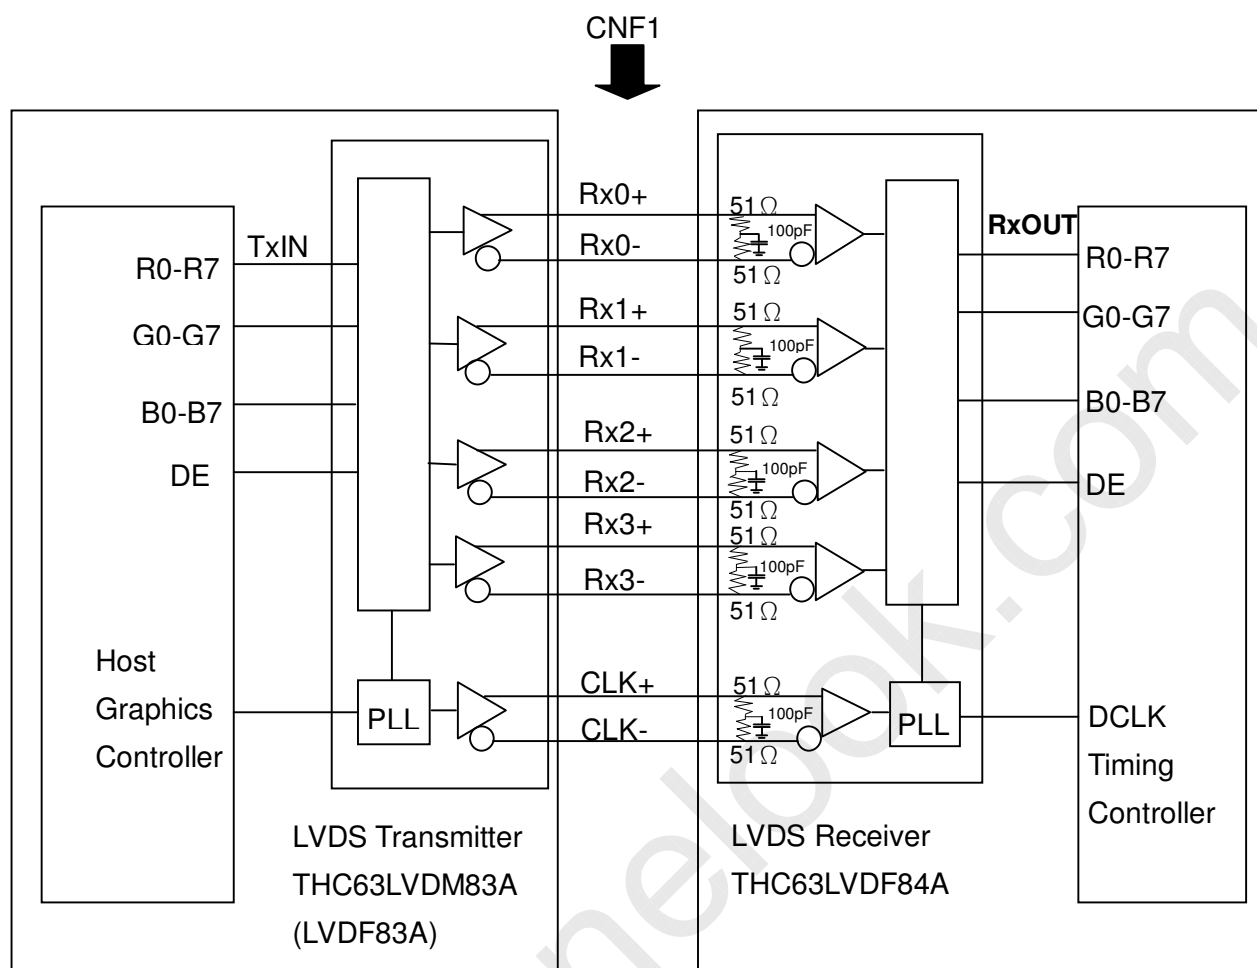 CNF1
TxIN
R0-R7
G0-G7
B0-B7
DE
Host
Graphics
Controller
PLL
Rx0+
Rx0-
Rx1+
Rx1-
Rx2+
Rx2-
Rx3+
Rx3-
CLK+
CLK-
51Ω
100pF
51Ω
51Ω
100pF
51Ω
51Ω
100pF
51Ω
51Ω
100pF
51Ω
51Ω
100pF
51Ω
PLL
RxOUT
R0-R7
G0-G7
B0-B7
DE
DCLK
Timing
Controller
LVDS Transmitter
THC63LVDM83A
(LVDF83A)
LVDS Receiver
THC63LVDF84A
nelook.com